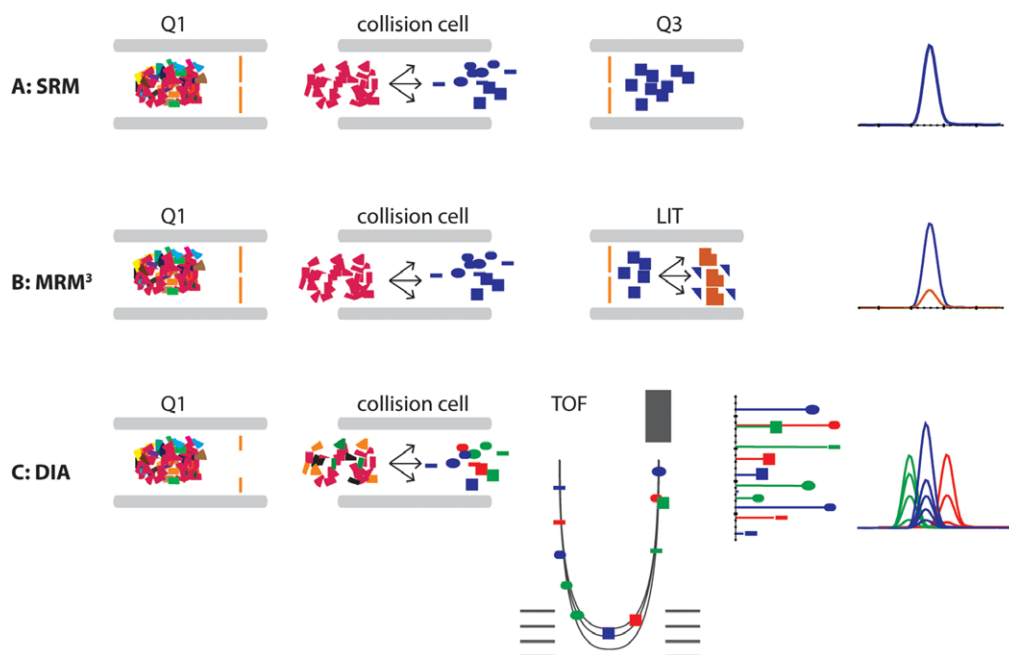 Q1 collision cell Q3
A: SRM
Q1 collision cell LIT
B: MRM³
Q1 collision cell TOF
C: DIA